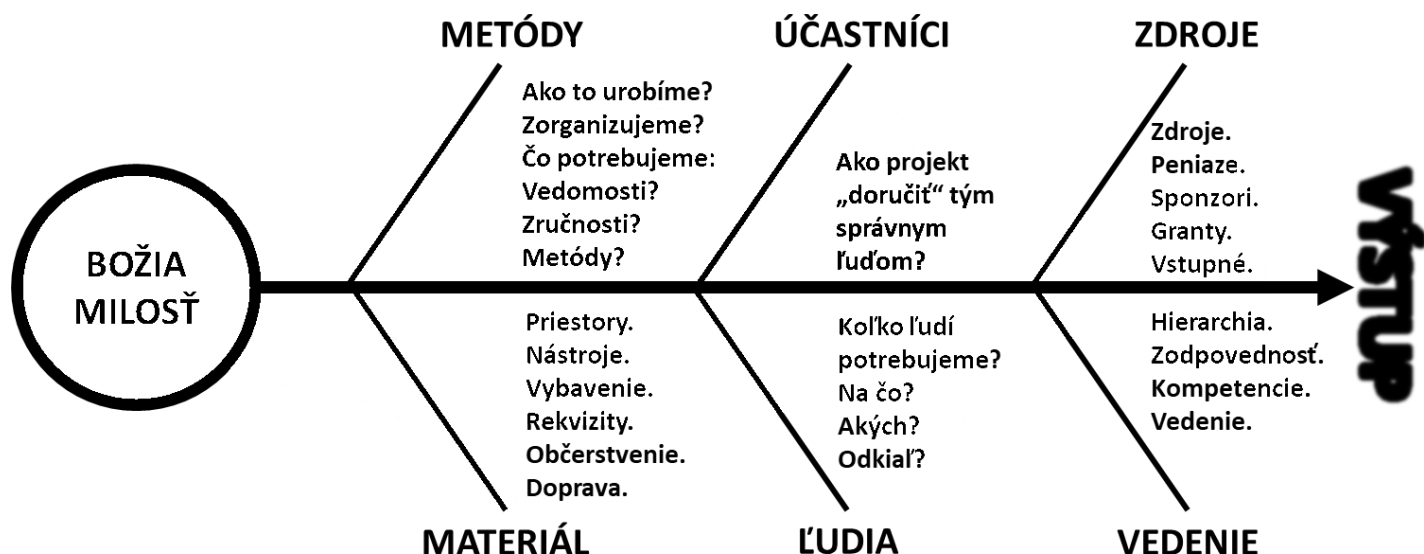 METÓDY
ÚČASTNÍCI
ZDROJE
Ako to urobíme?
Zorganizujeme?
Čo potrebujeme:
Vedomosti?
Zručnosti?
Metódy?
Ako projekt
„doručiť“ tým
správnym
ľuďom?
Zdroje.
Peniaze.
Sponzori.
Granty.
Vstupné.
BOŽIA
MILOSŤ
VÝSTUP
Priestory.
Nástroje.
Vybavenie.
Rekvizity.
Občerstvenie.
Doprava.
Koľko ľudí
potrebujeme?
Na čo?
Akých?
Odkiaľ?
Hierarchia.
Zodpovednosť.
Kompetencie.
Vedenie.
MATERIÁL
ĽUDIA
VEDENIE